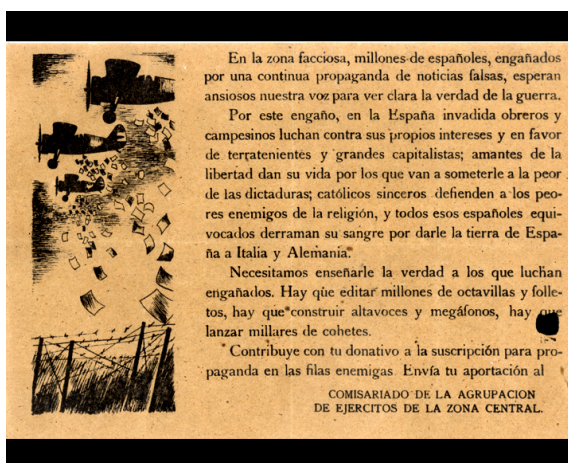 En la zona facciosa, millones de españoles, engañados
por una continua propaganda de noticias falsas, esperan
ansiosos nuestra voz para ver clara la verdad de la guerra.
Por este engaño, en la España invadida obreros y
campesinos luchan contra sus propios intereses y en favor
de terratenientes y grandes capitalistas; amantes de la
libertad dan su vida por los que van a someterle a la peor
de las dictaduras; católicos sinceros defienden a los peo-
res enemigos de la religión, y todos esos españoles equi-
vocados derraman su sangre por darle la tierra de Espa-
ña a Italia y Alemania.
Necesitamos enseñarle la verdad a los que luchan
engañados. Hay que editar millones de octavillas y folle-
tos, hay que construir altavoces y megáfonos, hay que
lanzar millares de cohetes.
Contribuye con tu donativo a la suscripción para pro-
paganda en las filas enemigas. Envía tu aportación al
COMISARIADO DE LA AGRUPACION
DE EJERCITOS DE LA ZONA CENTRAL.